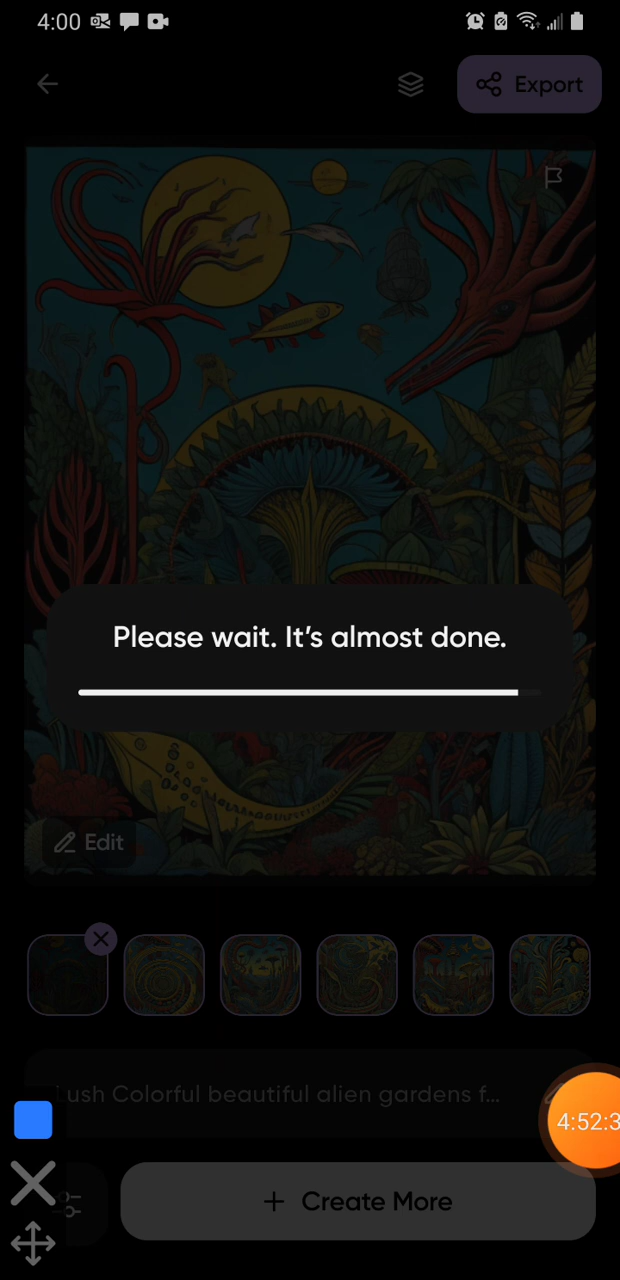 4:00
Export
Please wait. It's almost done.
Edit
Lush Colorful beautiful alien gardens f...
4:52:3
+ Create More